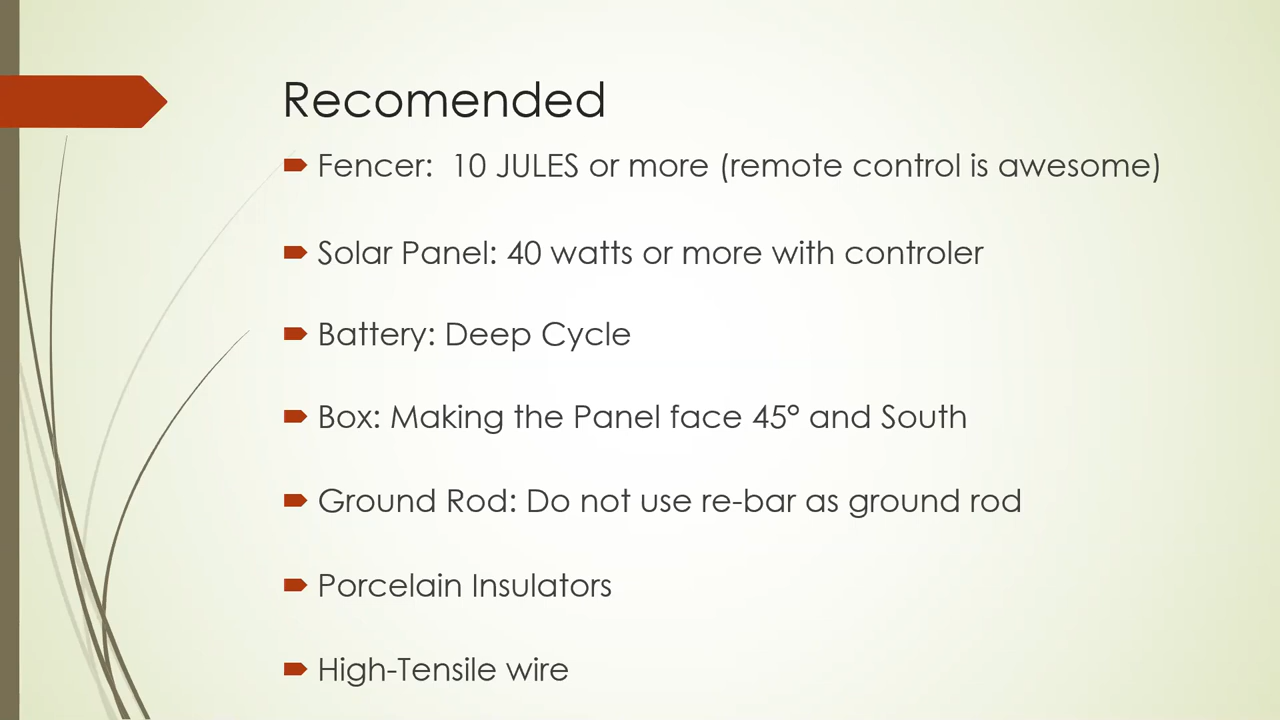 Recomended
Fencer: 10 JULES or more (remote control is awesome)
Solar Panel: 40 watts or more with controler
Battery: Deep Cycle
Box: Making the Panel face 45° and South
Ground Rod: Do not use re-bar as ground rod
Porcelain Insulators
High-Tensile wire